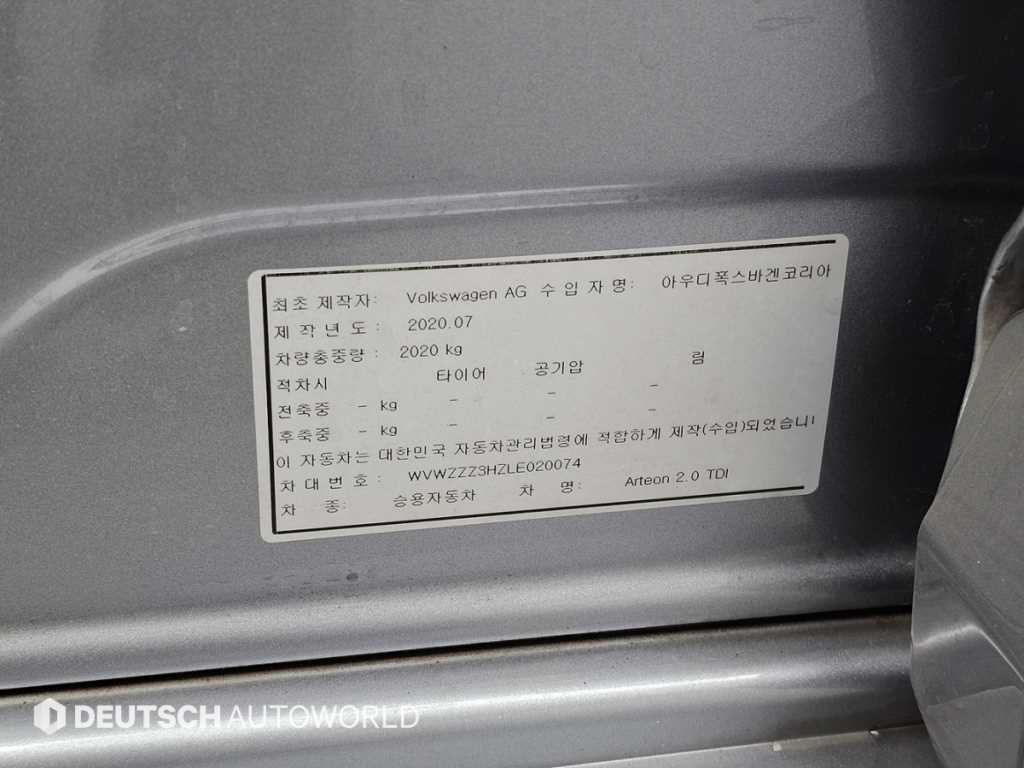 최초 제작자: Volkswagen AG 수 입 자 명: 아우디폭스바겐코리아
제 작 년 도 : 2020.07
차량총중량 : 2020 kg
적차시 타이어 공기압 림
전축중 - kg - - -
후축중 - kg - - -
이 자동차는 대한민국 자동차관리법령에 적합하게 제작(수입)되었습니
차 대 번 호 : WVWZZZ3HZLE020074
차 종: 승용자동차 차 명: Arteon 2.0 TDI
DEUTSCH AUTOWORLD